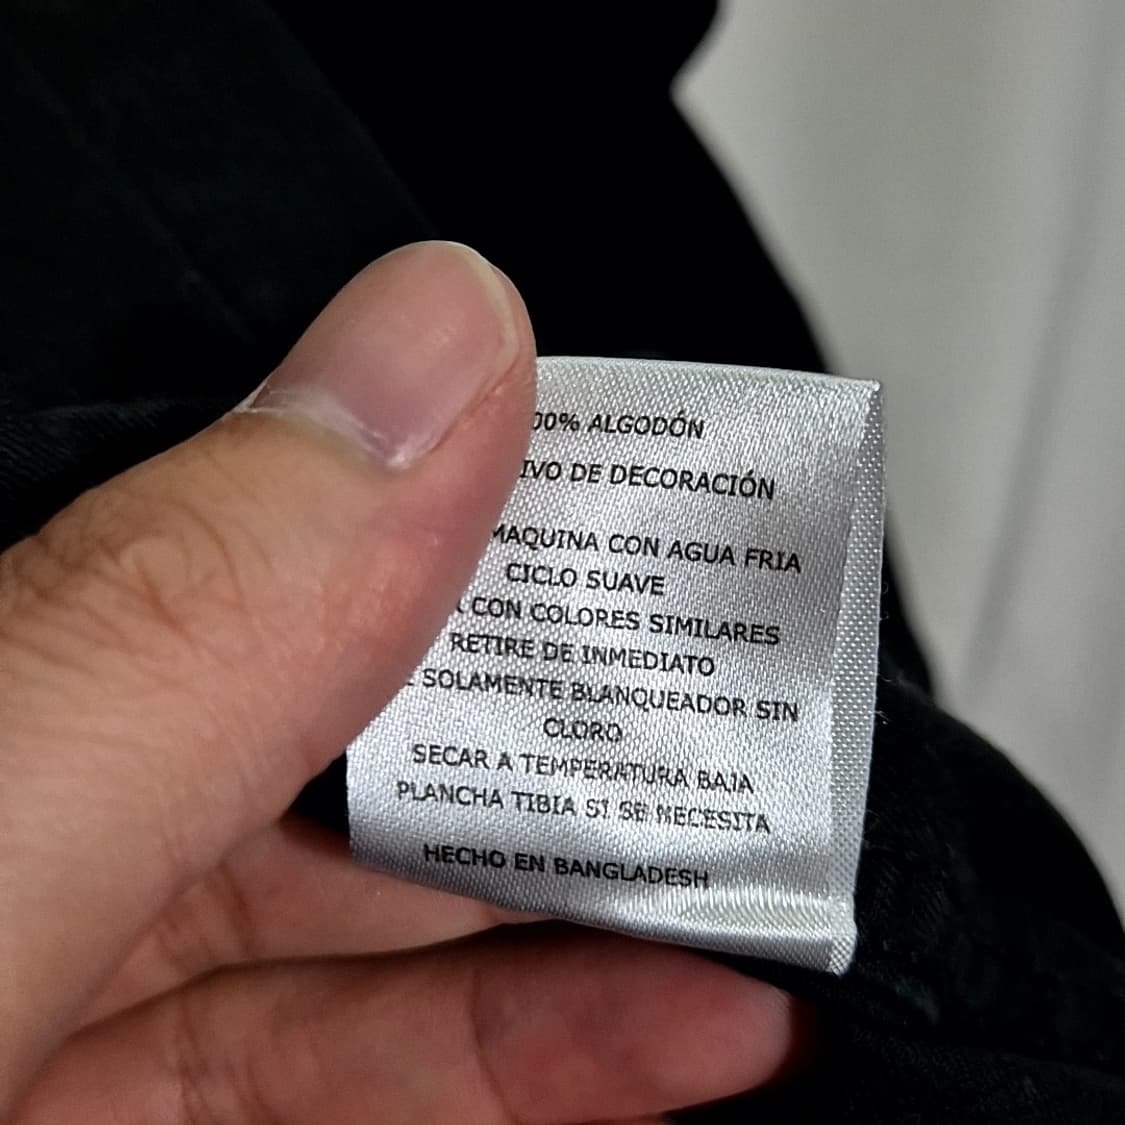 00% ALGODÓN
IVO DE DECORACIÓN
MAQUINA CON AGUA FRIA
CICLO SUAVE
CON COLORES SIMILARES
RETIRE DE INMEDIATO
SOLAMENTE BLANQUEADOR SIN
CLORO
SECAR A TEMPERATURA BAJA
PLANCHA TIBIA SI SE NECESITA
HECHO EN BANGLADESH